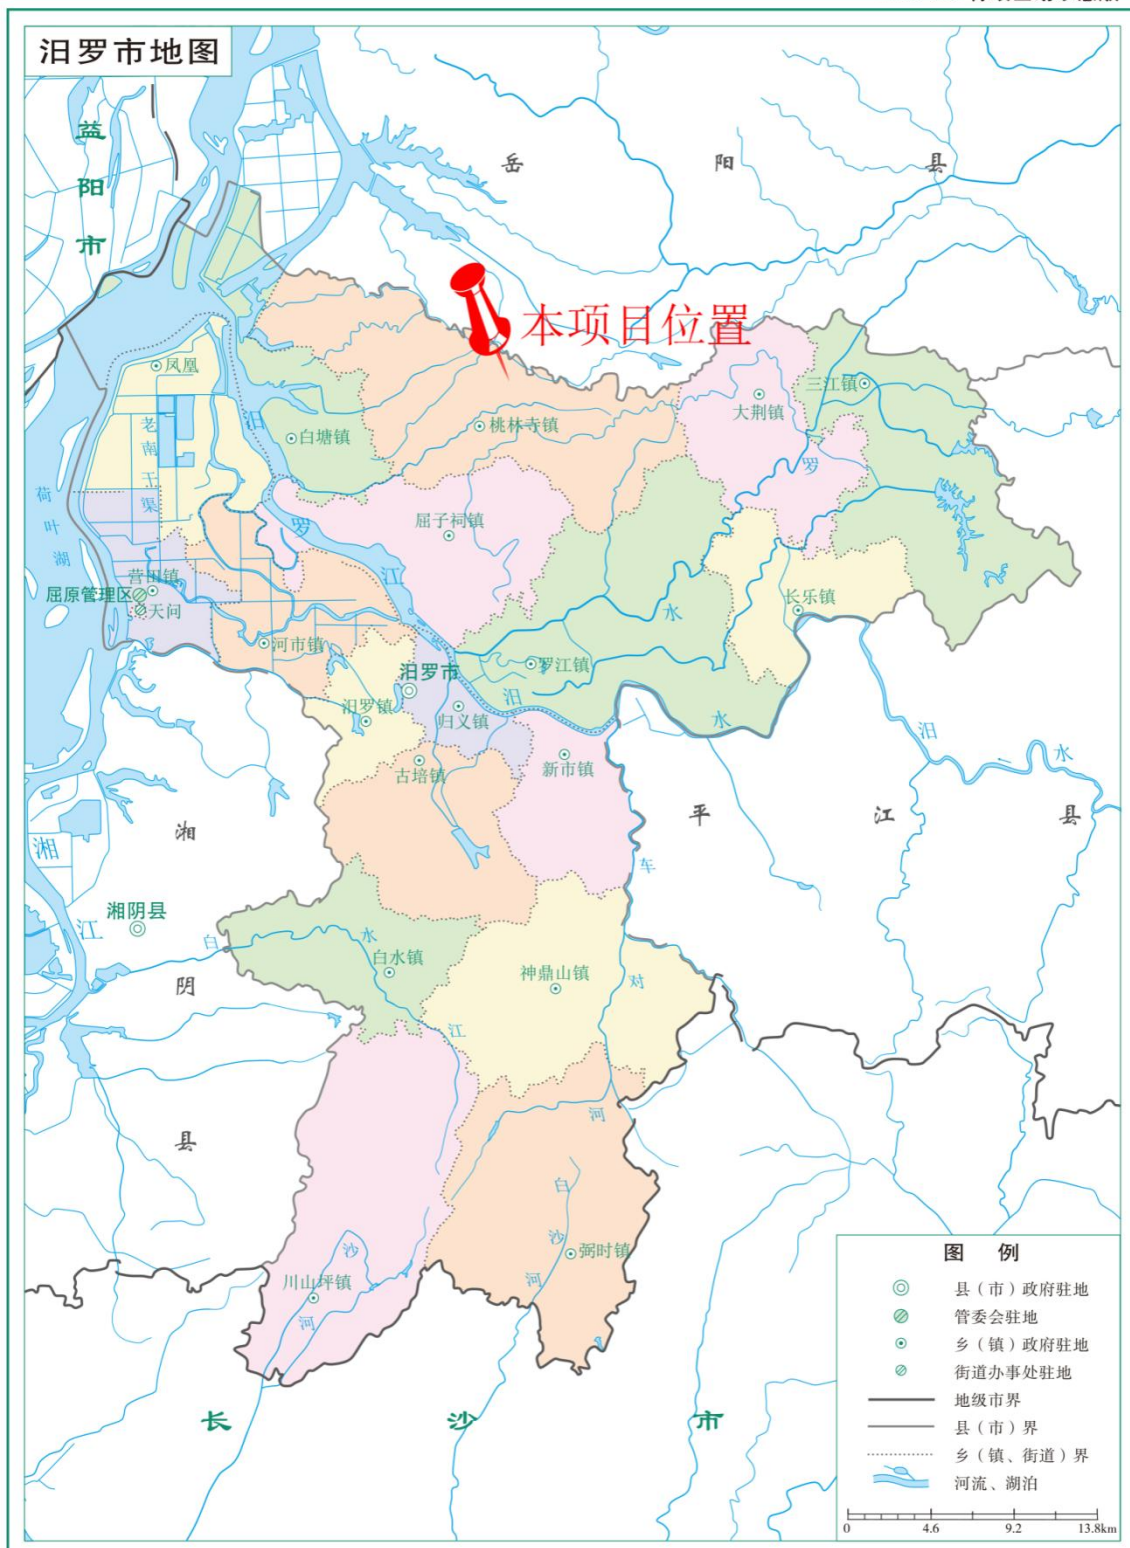 汨罗市地图
益阳市
岳阳县
本项目位置
凤凰
三江镇
大荆镇
白塘镇
桃林寺镇
老南干渠
汨
罗
江
罗
水
荷叶湖
屈子祠镇
营田镇
屈原管理区
天问
长乐镇
河市镇
罗江镇
汨罗市
汨
水
汨罗镇
归义镇
汨
水
古培镇
新市镇
平江县
湘
车
湘
湘阴县
江
白
水
白水镇
神鼎山镇
对
阴
江
河
县
白
沙
河
弼时镇
沙
河
川山坪镇
长沙市
图 例
县（市）政府驻地
管委会驻地
乡（镇）政府驻地
街道办事处驻地
地级市界
县（市）界
乡（镇、街道）界
河流、湖泊
0 4.6 9.2 13.8km